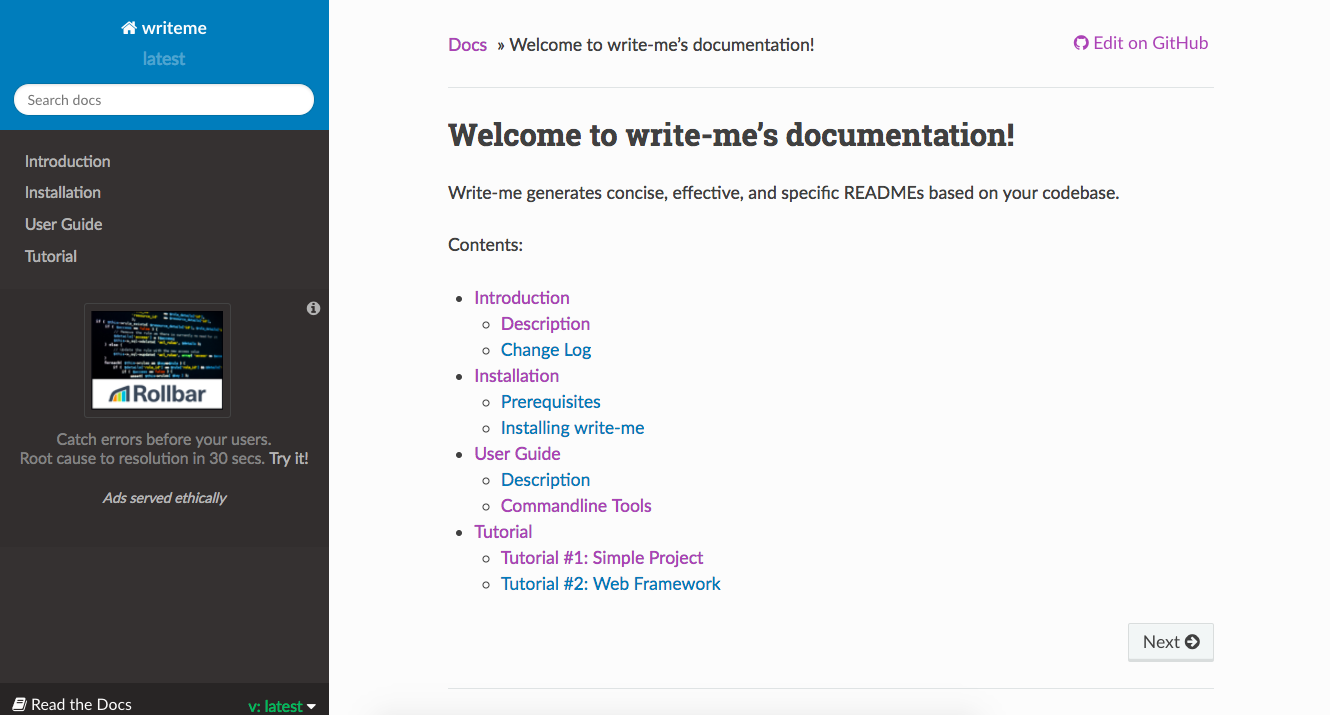 writeme
latest
Search docs
Introduction
Installation
User Guide
Tutorial
Rollbar
Catch errors before your users.
Root cause to resolution in 30 secs. Try it!
Ads served ethically
Read the Docs
v: latest
Docs » Welcome to write-me’s documentation!
Edit on GitHub
Welcome to write-me’s documentation!
Write-me generates concise, effective, and specific READMEs based on your codebase.
Contents:
Introduction
Description
Change Log
Installation
Prerequisites
Installing write-me
User Guide
Description
Commandline Tools
Tutorial
Tutorial #1: Simple Project
Tutorial #2: Web Framework
Next